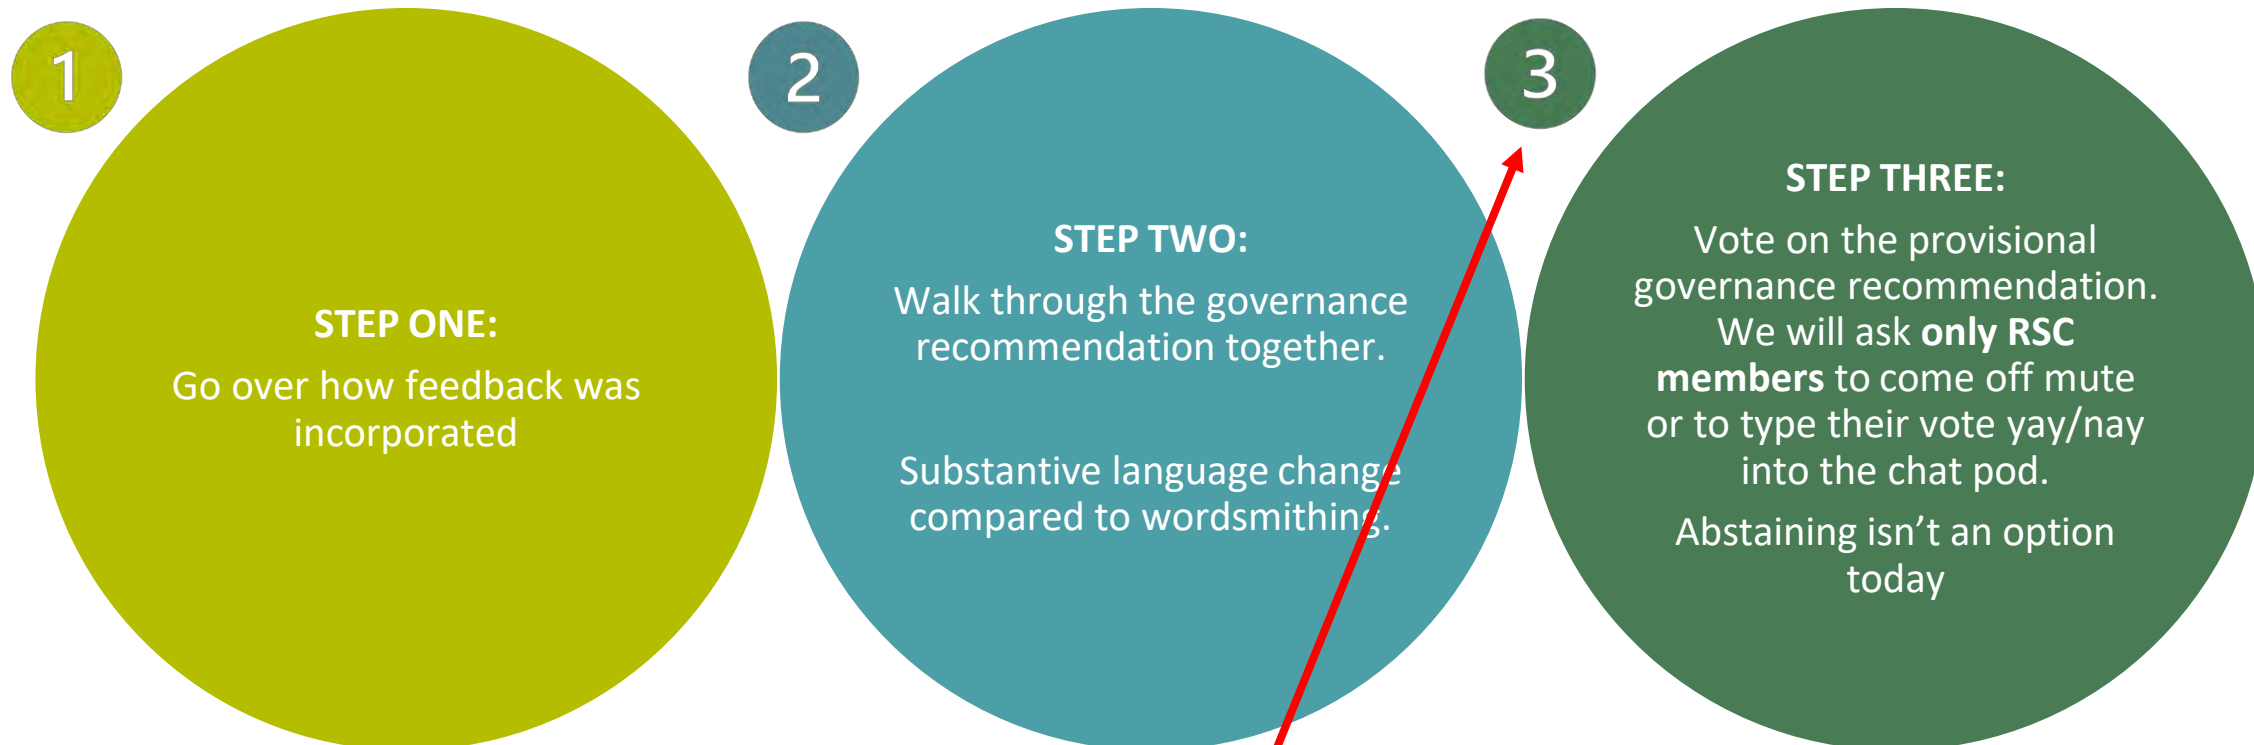 1
STEP ONE:
Go over how feedback was
incorporated
2
STEP TWO:
Walk through the governance
recommendation together.
Substantive language change
compared to wordsmithing.
3
STEP THREE:
Vote on the provisional
governance recommendation.
We will ask only RSC
members to come off mute
or to type their vote yay/nay
into the chat pod.
Abstaining isn’t an option
today